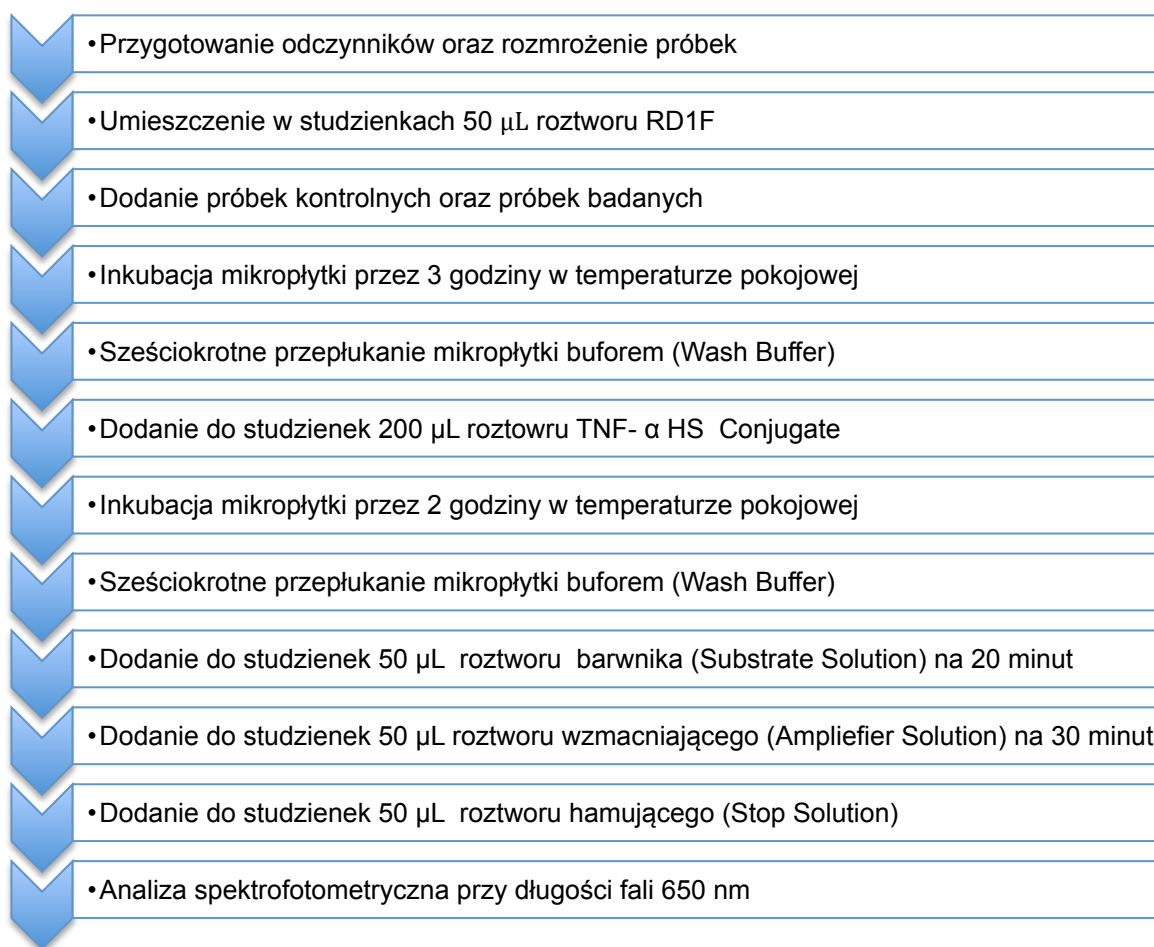 •Przygotowanie odczynników oraz rozmrożenie próbek
•Umieszczenie w studzienkach 50 μL roztworu RD1F
•Dodanie próbek kontrolnych oraz próbek badanych
•Inkubacja mikropłytki przez 3 godziny w temperaturze pokojowej
•Sześciokrotne przepłukanie mikropłytki buforem (Wash Buffer)
•Dodanie do studzienek 200 µL roztowru TNF- α HS Conjugate
•Inkubacja mikropłytki przez 2 godziny w temperaturze pokojowej
•Sześciokrotne przepłukanie mikropłytki buforem (Wash Buffer)
•Dodanie do studzienek 50 µL roztworu barwnika (Substrate Solution) na 20 minut
•Dodanie do studzienek 50 µL roztworu wzmacniającego (Ampliefier Solution) na 30 minut
•Dodanie do studzienek 50 µL roztworu hamującego (Stop Solution)
•Analiza spektrofotometryczna przy długości fali 650 nm